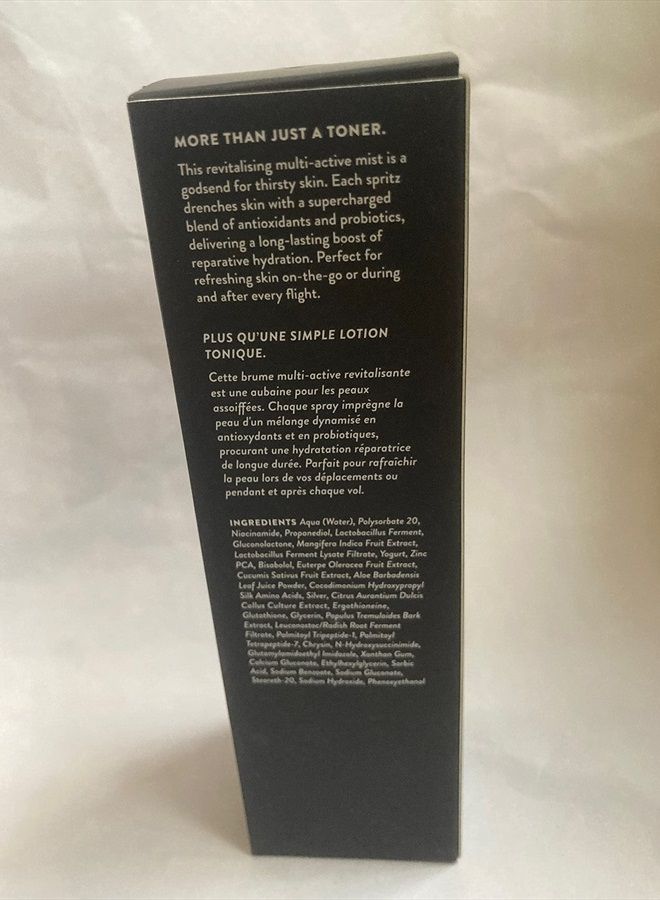 MORE THAN JUST A TONER.
This revitalising multi-active mist is a
godsend for thirsty skin. Each spritz
drenches skin with a supercharged
blend of antioxidants and probiotics,
delivering a long-lasting boost of
reparative hydration. Perfect for
refreshing skin on-the-go or during
and after every flight.
PLUS QU'UNE SIMPLE LOTION
TONIQUE.
Cette brume multi-active revitalisante
est une aubaine pour les peaux
assoiffées. Chaque spray imprègne la
peau d'un mélange dynamisé en
antioxydants et en probiotiques,
procurant une hydratation réparatrice
de longue durée. Parfait pour rafraîchir
la peau lors de vos déplacements ou
pendant et après chaque vol.
INGREDIENTS Aqua (Water), Polysorbate 20,
Niacinamide, Propanediol, Lactobacillus Ferment,
Gluconolactone, Mangifera Indica Fruit Extract,
Lactobacillus Ferment Lysate Filtrate, Yogurt, Zinc
PCA, Bisabolol, Euterpe Oleracea Fruit Extract,
Cucumis Sativus Fruit Extract, Aloe Barbadensis
Leaf Juice Powder, Cocodimonium Hydroxypropyl
Silk Amino Acids, Silver, Citrus Aurantium Dulcis
Callus Culture Extract, Ergothioneine,
Glutathione, Glycerin, Populus Tremuloides Bark
Extract, Leuconostoc/Radish Root Ferment
Filtrate, Palmitoyl Tripeptide-1, Palmitoyl
Tetrapeptide-7, Chrysin, N-Hydroxysuccinimide,
Glutamylamidoethyl Imidazole, Xanthan Gum,
Calcium Gluconate, Ethylhexylglycerin, Sorbic
Acid, Sodium Benzoate, Sodium Gluconate,
Steareth-20, Sodium Hydroxide, Phenoxyethanol